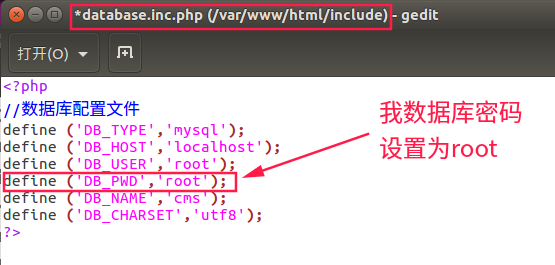 *database.inc.php (/var/www/html/include) - gedit
打开(O)
<?php
//数据库配置文件
define ('DB_TYPE','mysql');
define ('DB_HOST','localhost');
define ('DB_USER','root');
define ('DB_PWD','root');
define ('DB_NAME','cms');
define ('DB_CHARSET','utf8');
?>
我数据库密码
设置为root